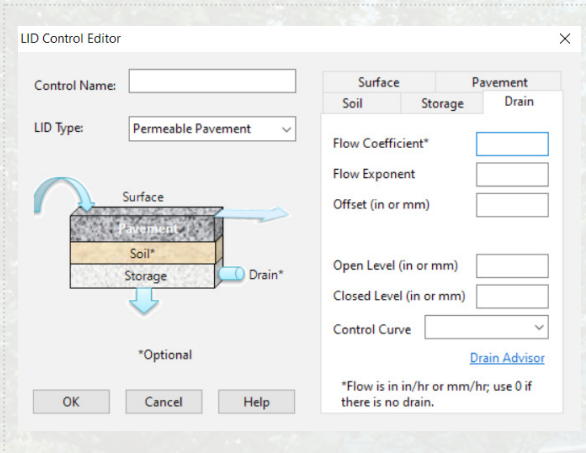 LID Control Editor
Control Name:
LID Type:
Permeable Pavement
Surface
Pavement
Soil*
Storage
Drain*
*Optional
OK
Cancel
Help
Surface
Pavement
Soil
Storage
Drain
Flow Coefficient*
Flow Exponent
Offset (in or mm)
Open Level (in or mm)
Closed Level (in or mm)
Control Curve
Drain Advisor
*Flow is in in/hr or mm/hr; use 0 if
there is no drain.